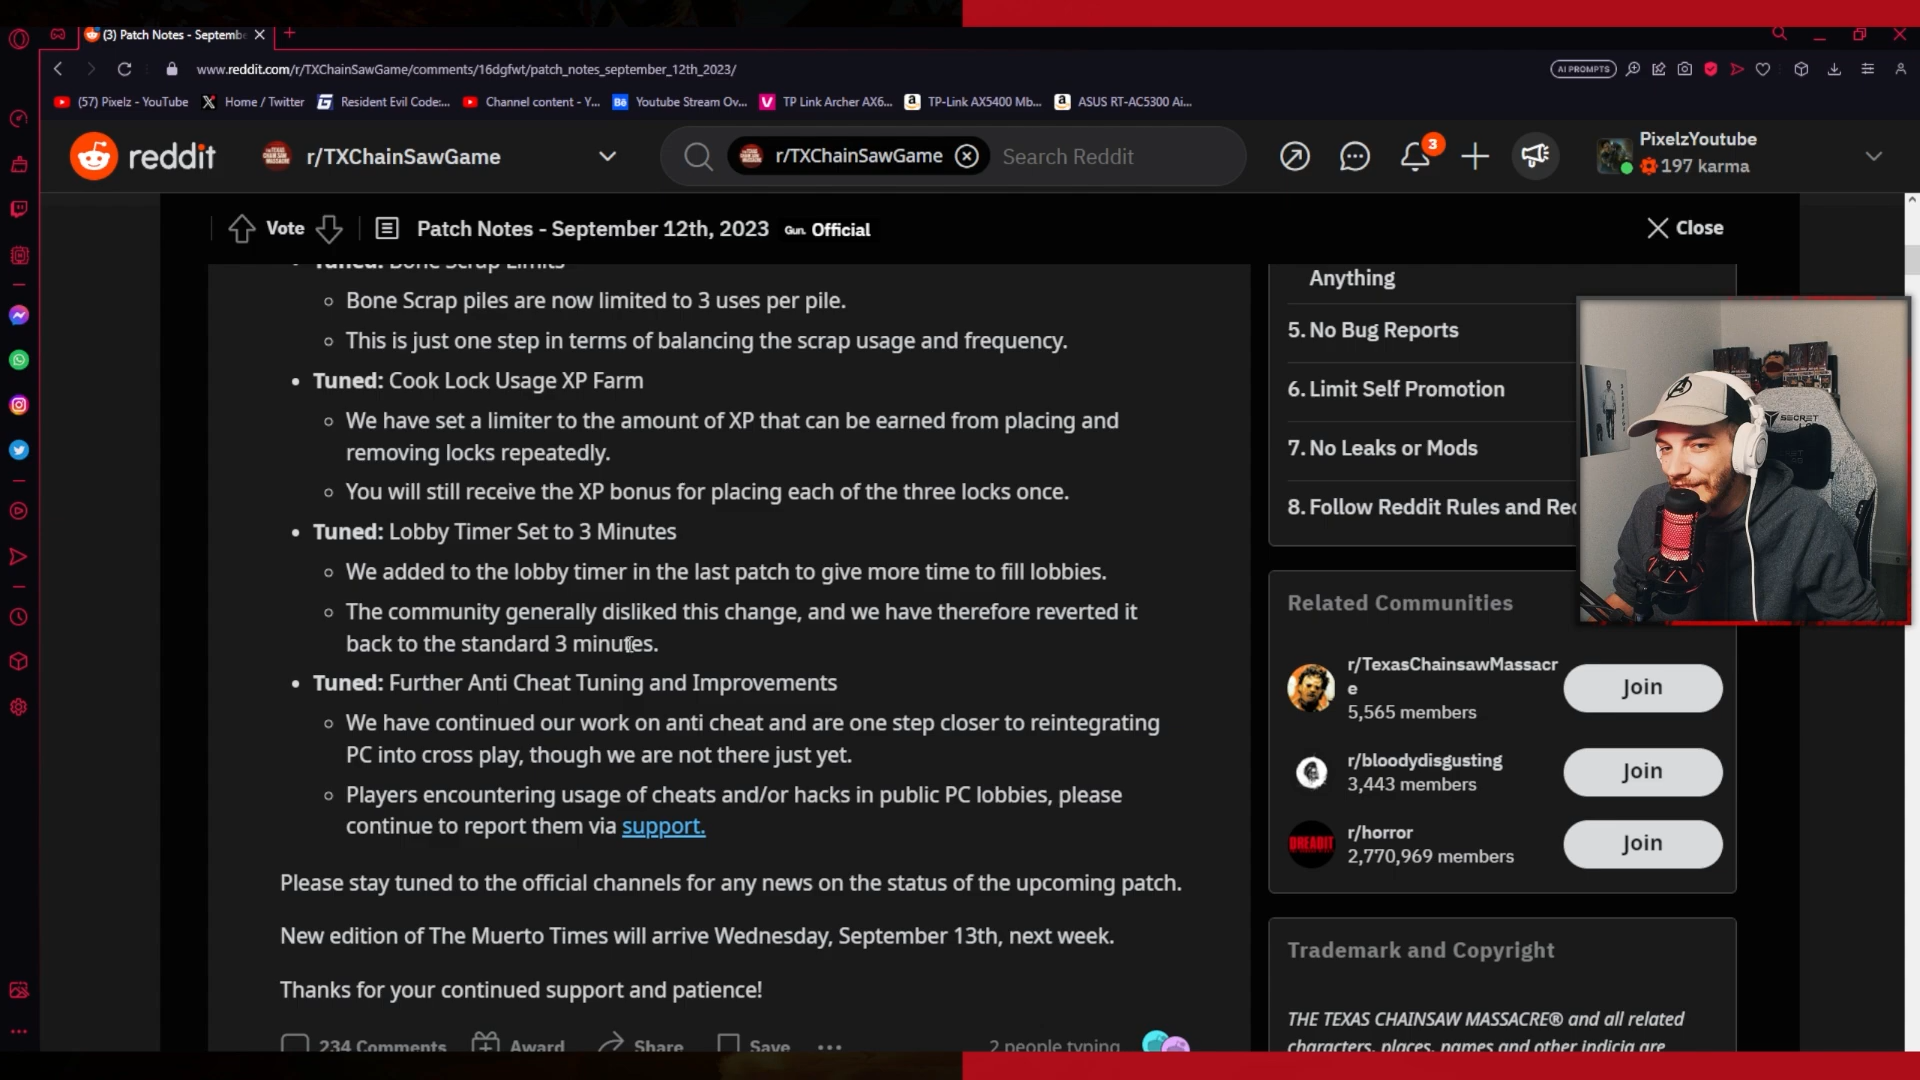 (3) Patch Notes - Septembe
www.reddit.com/r/TXChainSawGame/comments/16dgfwt/patch_notes_september_12th_2023/
AI PROMPTS
(57) Pixelz - YouTube
Home / Twitter
Resident Evil Code:...
Channel content - Y...
Youtube Stream Ov...
TP Link Archer AX6...
TP-Link AX5400 Mb...
ASUS RT-AC5300 Ai...
reddit
r/TXChainSawGame
r/TXChainSawGame
Search Reddit
3
PixelzYoutube
197 karma
Vote
Patch Notes - September 12th, 2023
Gun. Official
Close
Tuned: Bone Scrap Limits
Bone Scrap piles are now limited to 3 uses per pile.
This is just one step in terms of balancing the scrap usage and frequency.
Tuned: Cook Lock Usage XP Farm
We have set a limiter to the amount of XP that can be earned from placing and
removing locks repeatedly.
You will still receive the XP bonus for placing each of the three locks once.
Tuned: Lobby Timer Set to 3 Minutes
We added to the lobby timer in the last patch to give more time to fill lobbies.
The community generally disliked this change, and we have therefore reverted it
back to the standard 3 minutes.
Tuned: Further Anti Cheat Tuning and Improvements
We have continued our work on anti cheat and are one step closer to reintegrating
PC into cross play, though we are not there just yet.
Players encountering usage of cheats and/or hacks in public PC lobbies, please
continue to report them via support.
Please stay tuned to the official channels for any news on the status of the upcoming patch.
New edition of The Muerto Times will arrive Wednesday, September 13th, next week.
Thanks for your continued support and patience!
234 Comments
Award
Share
Save
2 people typing
Anything
5. No Bug Reports
6. Limit Self Promotion
7. No Leaks or Mods
8. Follow Reddit Rules and Rec
SECRET
Related Communities
r/TexasChainsawMassacr
e
5,565 members
Join
r/bloodydisgusting
3,443 members
Join
DREADIT
r/horror
2,770,969 members
Join
Trademark and Copyright
THE TEXAS CHAINSAW MASSACRE® and all related
characters, places, names and other indicia are